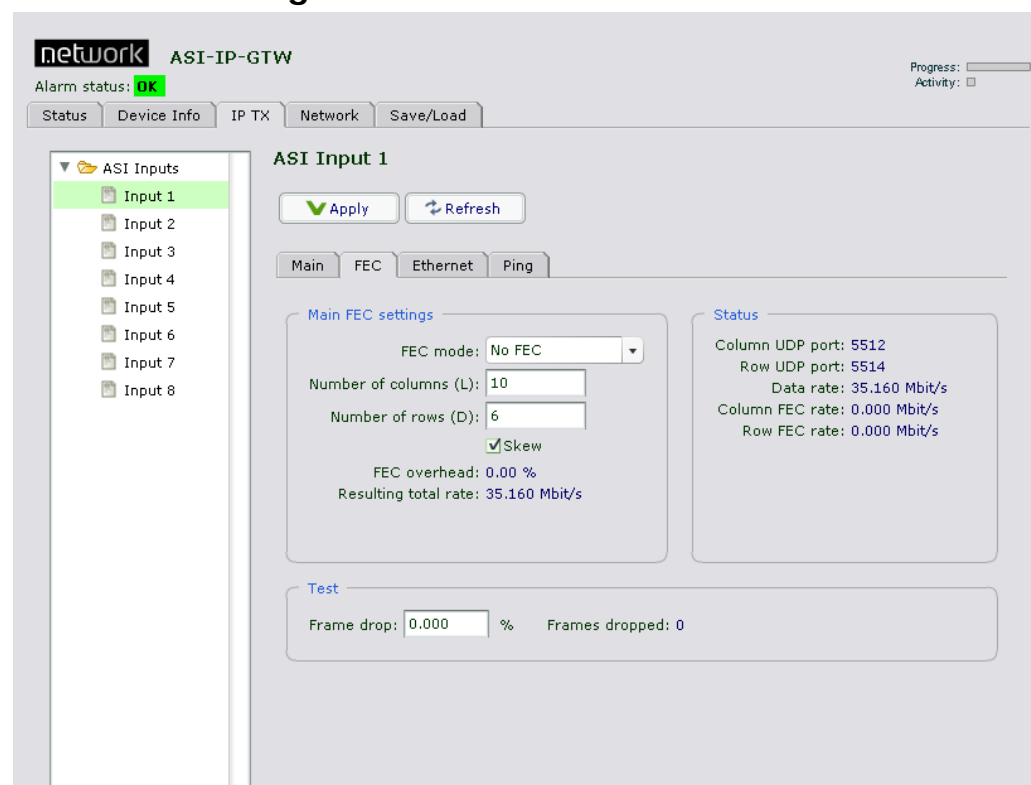 network ASI-IP-GTW
Progress:
Alarm status: OK
Activity:
Status Device Info IP TX Network Save/Load
ASI Inputs
Input 1
Input 2
Input 3
Input 4
Input 5
Input 6
Input 7
Input 8
ASI Input 1
Apply Refresh
Main FEC Ethernet Ping
Main FEC settings
FEC mode: No FEC
Number of columns (L): 10
Number of rows (D): 6
Skew
FEC overhead: 0.00 %
Resulting total rate: 35.160 Mbit/s
Status
Column UDP port: 5512
Row UDP port: 5514
Data rate: 35.160 Mbit/s
Column FEC rate: 0.000 Mbit/s
Row FEC rate: 0.000 Mbit/s
Test
Frame drop: 0.000 % Frames dropped: 0